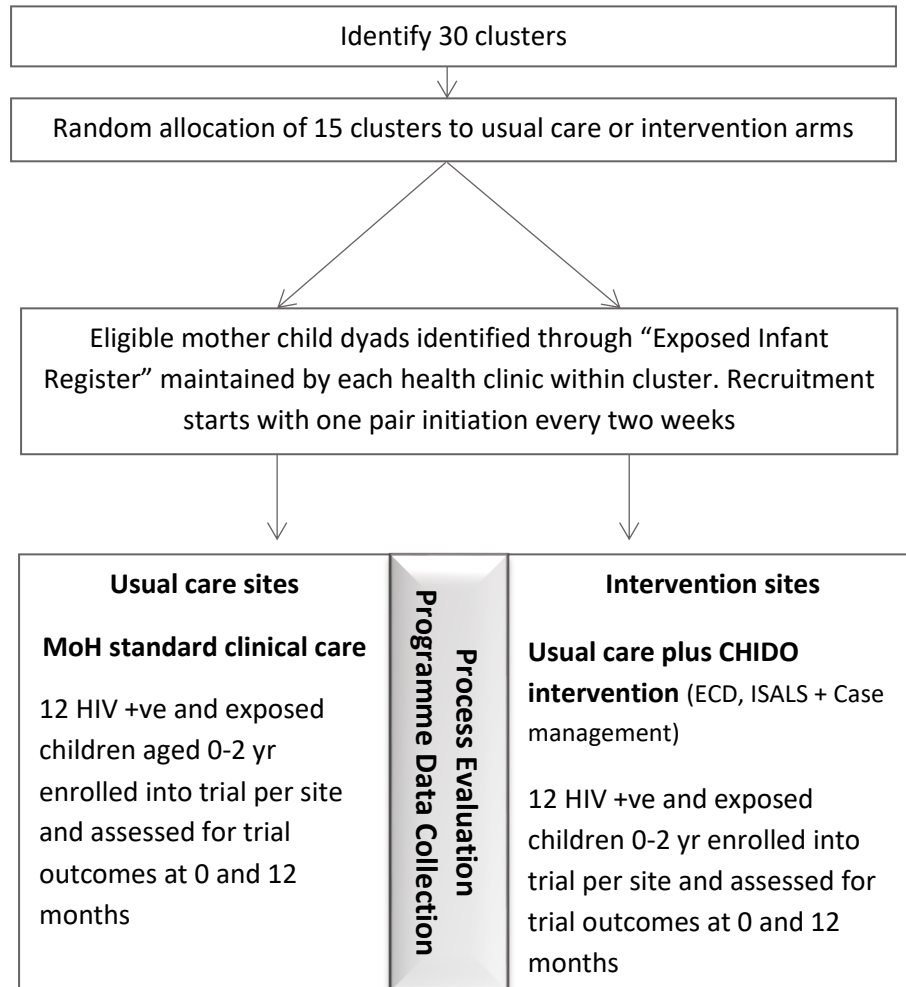 Identify 30 clusters
Random allocation of 15 clusters to usual care or intervention arms
Eligible mother child dyads identified through “Exposed Infant
Register” maintained by each health clinic within cluster. Recruitment
starts with one pair initiation every two weeks
Usual care sites
MoH standard clinical care
12 HIV +ve and exposed
children aged 0-2 yr
enrolled into trial per site
and assessed for trial
outcomes at 0 and 12
months
Process Evaluation
Programme Data Collection
Intervention sites
Usual care plus CHIDO
intervention (ECD, ISALS + Case
management)
12 HIV +ve and exposed
children 0-2 yr enrolled into
trial per site and assessed for
trial outcomes at 0 and 12
months